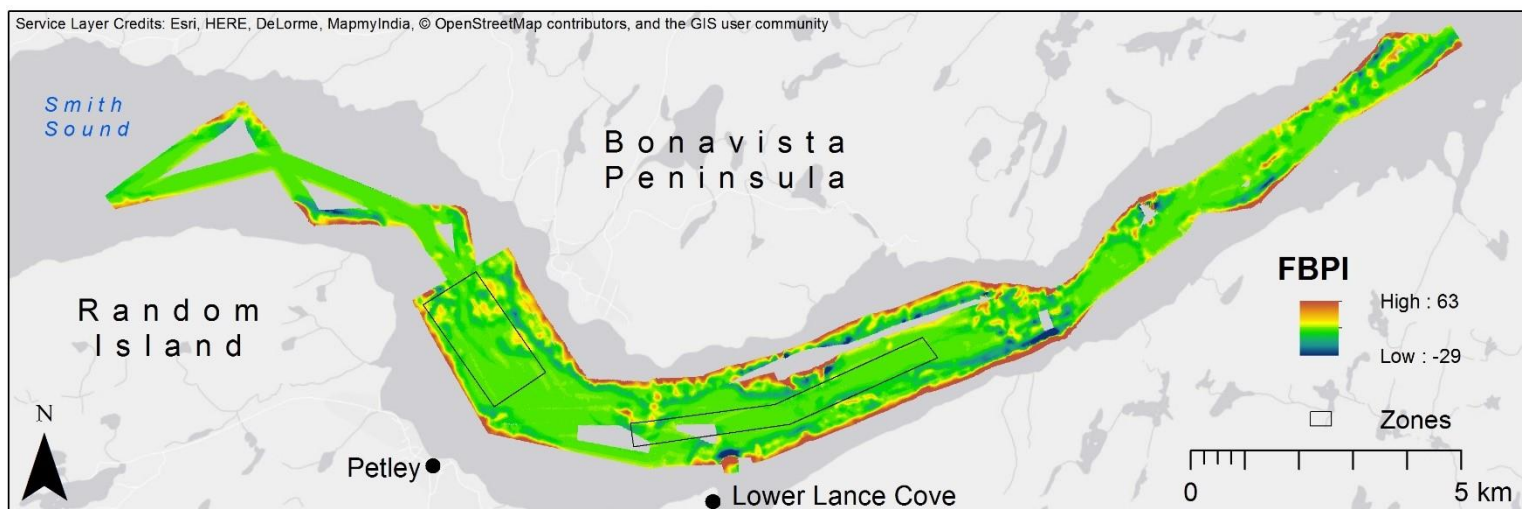 Service Layer Credits: Esri, HERE, DeLorme, MapmyIndia, © OpenStreetMap contributors, and the GIS user community
Smith
Sound
Bonavista
Peninsula
Random
Island
FBPI
High : 63
Low : -29
N
Zones
Petley
Lower Lance Cove
0
5 km